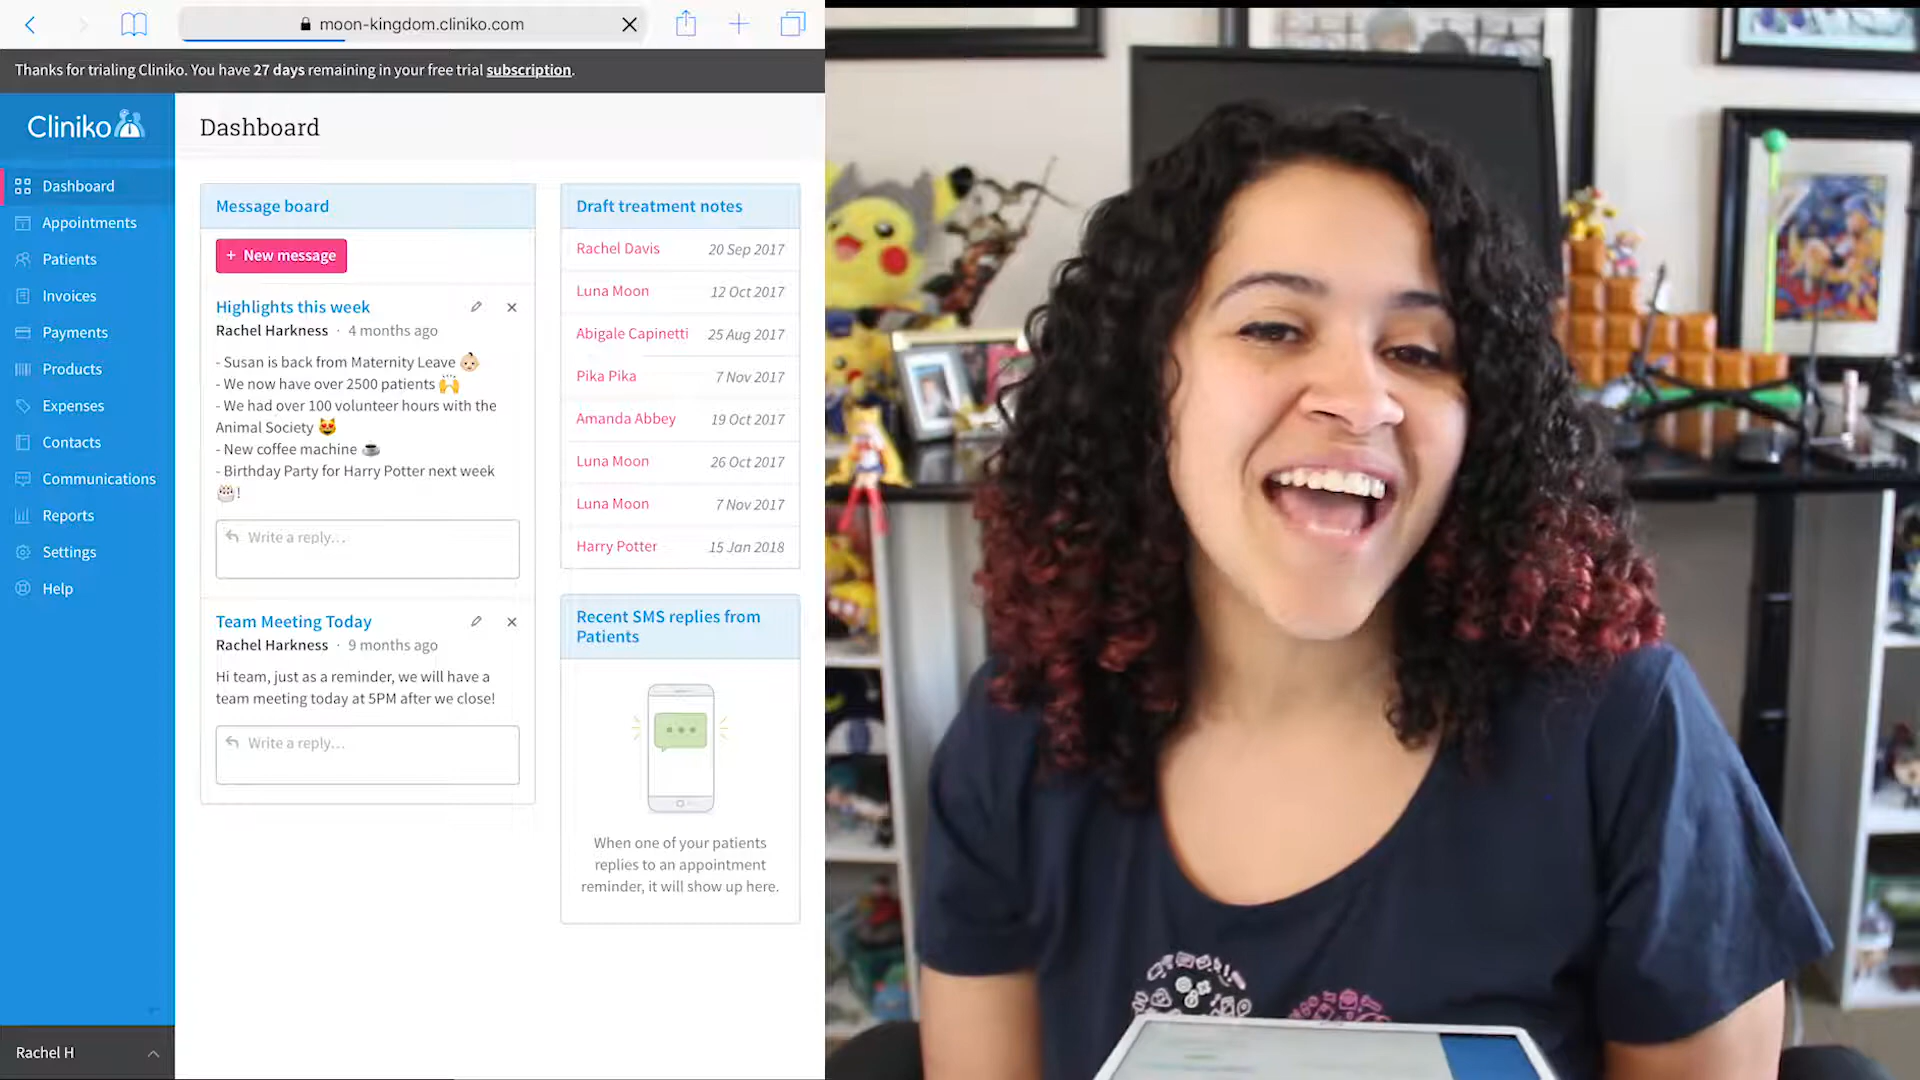 moon-kingdom.cliniko.com
Thanks for trialing Cliniko. You have 27 days remaining in your free trial subscription.
Cliniko
Dashboard
Appointments
Patients
Invoices
Payments
Products
Expenses
Contacts
Communications
Reports
Settings
Help
Rachel H
Dashboard
Message board
+ New message
Highlights this week
Rachel Harkness · 4 months ago
- Susan is back from Maternity Leave 👶
- We now have over 2500 patients 🙌
- We had over 100 volunteer hours with the
Animal Society 😻
- New coffee machine ☕
- Birthday Party for Harry Potter next week
🎂!
Write a reply...
Team Meeting Today
Rachel Harkness · 9 months ago
Hi team, just as a reminder, we will have a
team meeting today at 5PM after we close!
Write a reply...
Draft treatment notes
Rachel Davis 20 Sep 2017
Luna Moon 12 Oct 2017
Abigale Capinetti 25 Aug 2017
Pika Pika 7 Nov 2017
Amanda Abbey 19 Oct 2017
Luna Moon 26 Oct 2017
Luna Moon 7 Nov 2017
Harry Potter 15 Jan 2018
Recent SMS replies from
Patients
When one of your patients
replies to an appointment
reminder, it will show up here.